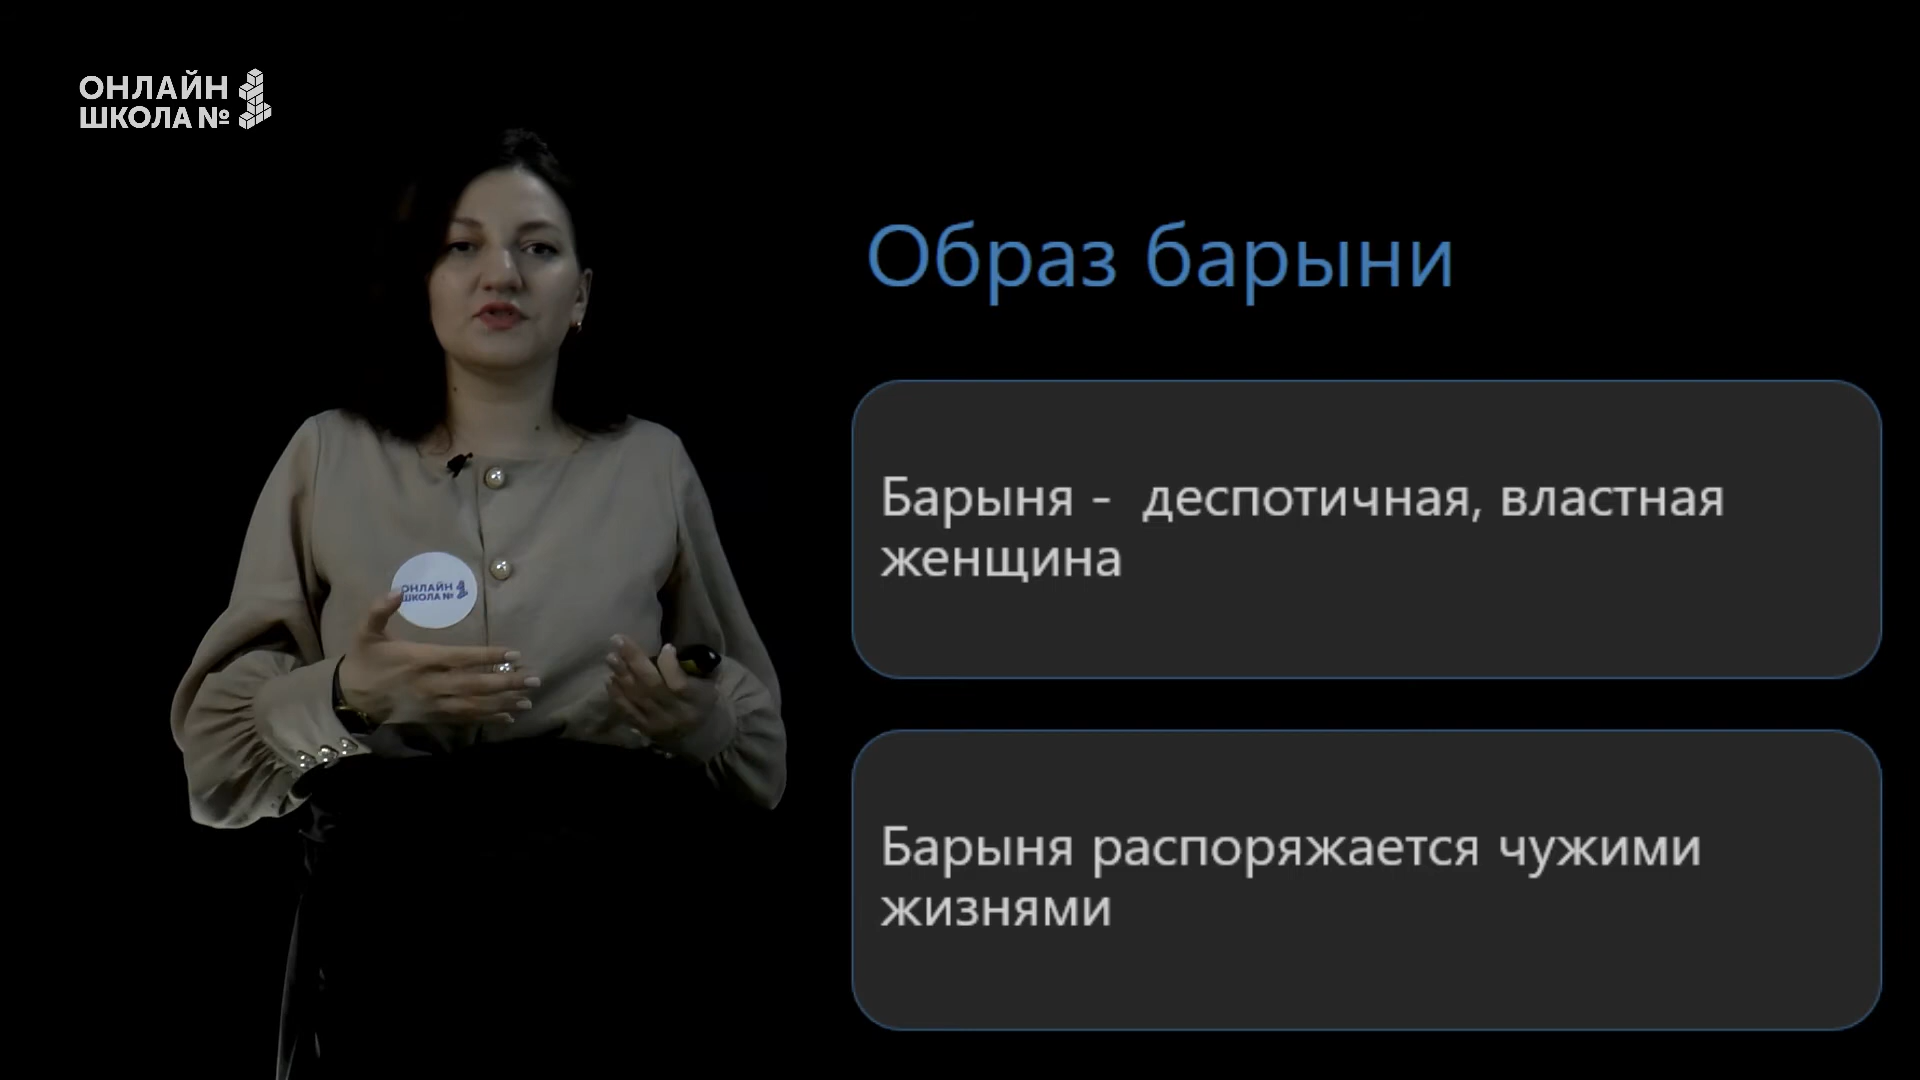 ОНЛАЙН
ШКОЛА №
Образ барыни
Барыня - деспотичная, властная
женщина
Барыня распоряжается чужими
жизнями
ОНЛАЙН
ШКОЛА №